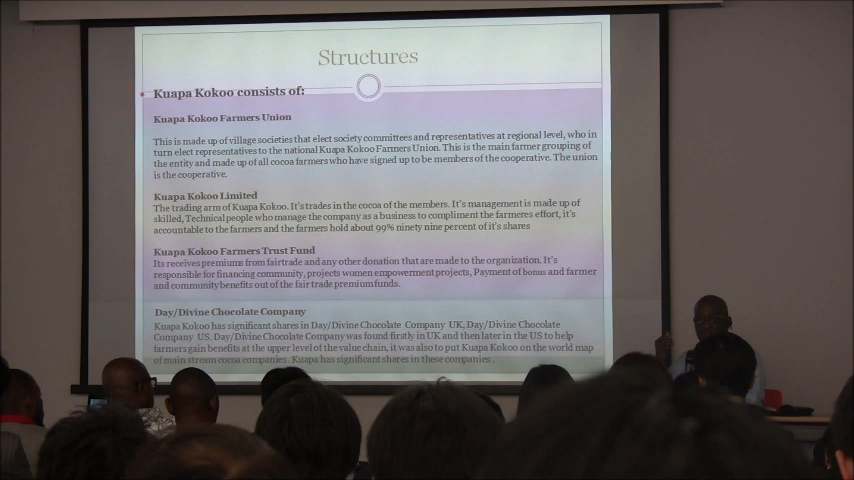 Structures
Kuapa Kokoo consists of:
Kuapa Kokoo Farmers Union
This is made up of village societies that elect society committees and representatives at regional level, who in
turn elect representatives to the national Kuapa Kokoo Farmers Union. This is the main farmer grouping of
the entity and made up of all cocoa farmers who have signed up to be members of the cooperative. The union
is the cooperative.
Kuapa Kokoo Limited
The trading arm of Kuapa Kokoo. It's trades in the cocoa of the members. It's management is made up of
skilled, Technical people who manage the company as a business to compliment the farmeres effort, it's
accountable to the farmers and the farmers hold about 99% ninety nine percent of it's shares
Kuapa Kokoo Farmers Trust Fund
Its receives premiums from fairtrade and any other donation that are made to the organization. It's
responsible for financing community, projects women empowerment projects, Payment of bonus and farmer
and community benefits out of the fair trade premium funds.
Day/Divine Chocolate Company
Kuapa Kokoo has significant shares in Day/Divine Chocolate Company UK, Day/Divine Chocolate
Company US. Day/Divine Chocolate Company was found firstly in UK and then later in the US to help
farmers gain benefits at the upper level of the value chain, it was also to put Kuapa Kokoo on the world map
of main stream cocoa companies. Kuapa has significant shares in these companies .